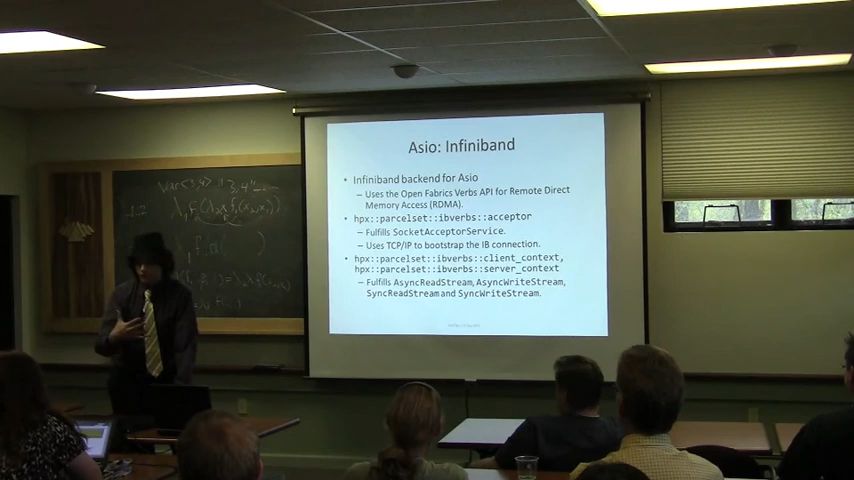 Asio: Infiniband
• Infiniband backend for Asio
– Uses the Open Fabrics Verbs API for Remote Direct
Memory Access (RDMA).
• hpx::parcelset::ibverbs::acceptor
– Fulfills SocketAcceptorService.
– Uses TCP/IP to bootstrap the IB connection.
• hpx::parcelset::ibverbs::client_context,
hpx::parcelset::ibverbs::server_context
– Fulfills AsyncReadStream, AsyncWriteStream,
SyncReadStream and SyncWriteStream.